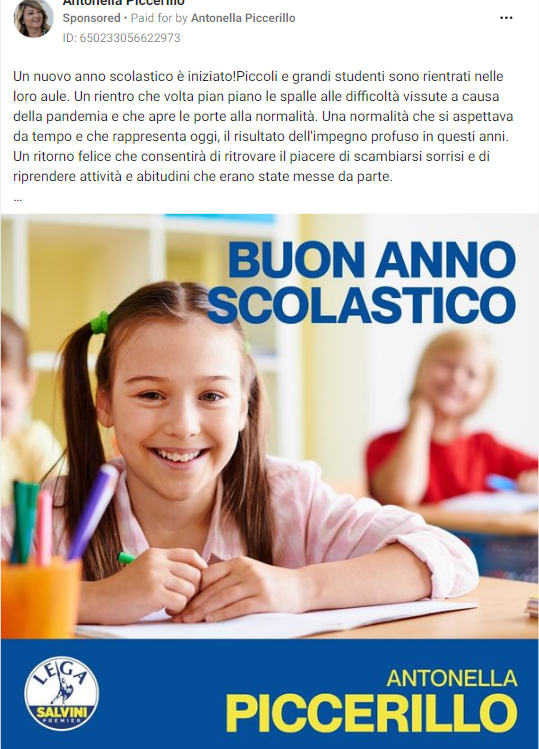 Antonella Piccerillo
Sponsored • Paid for by Antonella Piccerillo
ID: 650233056622973
Un nuovo anno scolastico è iniziato!Piccoli e grandi studenti sono rientrati nelle
loro aule. Un rientro che volta pian piano le spalle alle difficoltà vissute a causa
della pandemia e che apre le porte alla normalità. Una normalità che si aspettava
da tempo e che rappresenta oggi, il risultato dell'impegno profuso in questi anni.
Un ritorno felice che consentirà di ritrovare il piacere di scambiarsi sorrisi e di
riprendere attività e abitudini che erano state messe da parte.
...
BUON ANNO
SCOLASTICO
LEGA
SALVINI
PREMIER
ANTONELLA
PICCERILLO